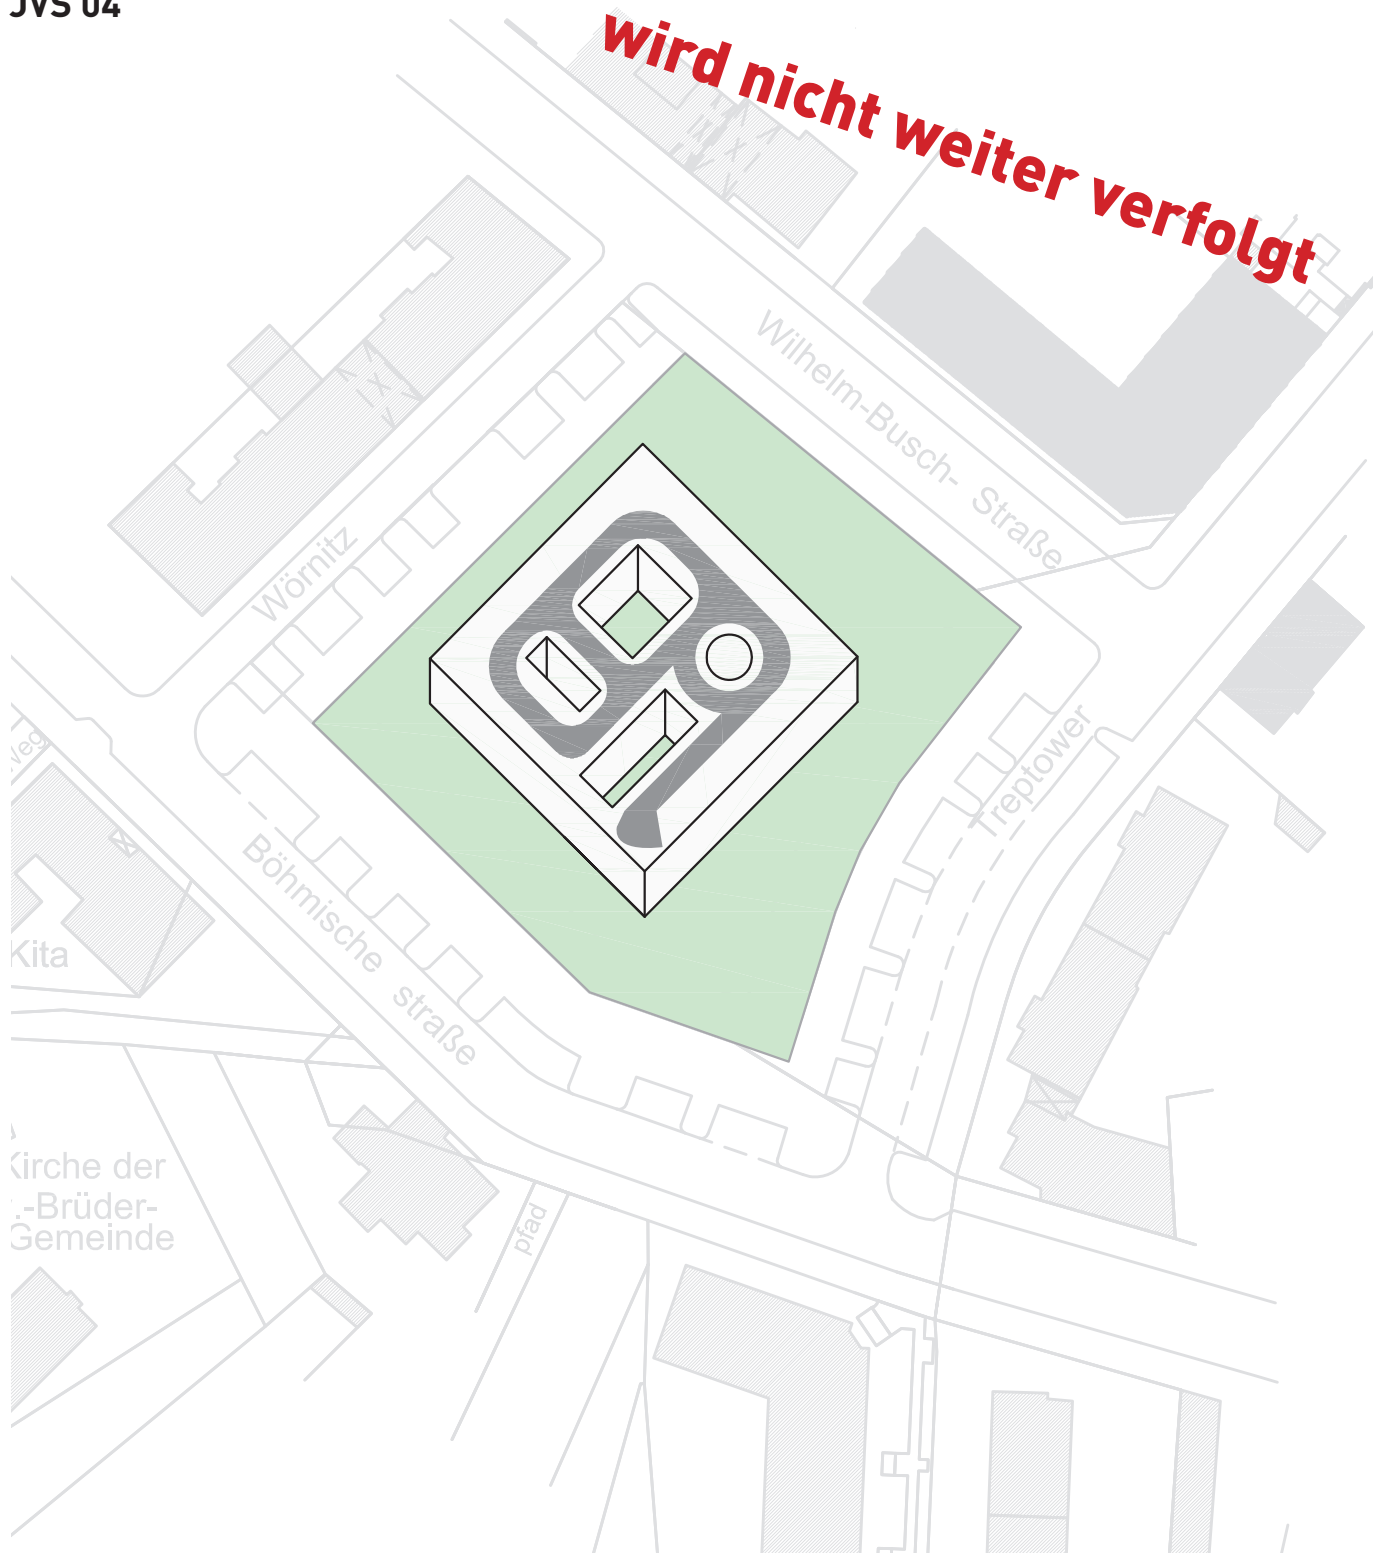 JVS 04
wird nicht weiter verfolgt
Wilhelm-Busch- Straße
Wörnitz
Treptower
weg
Böhmische straße
Kita
Kirche der
.-Brüder-
Gemeinde
pfad